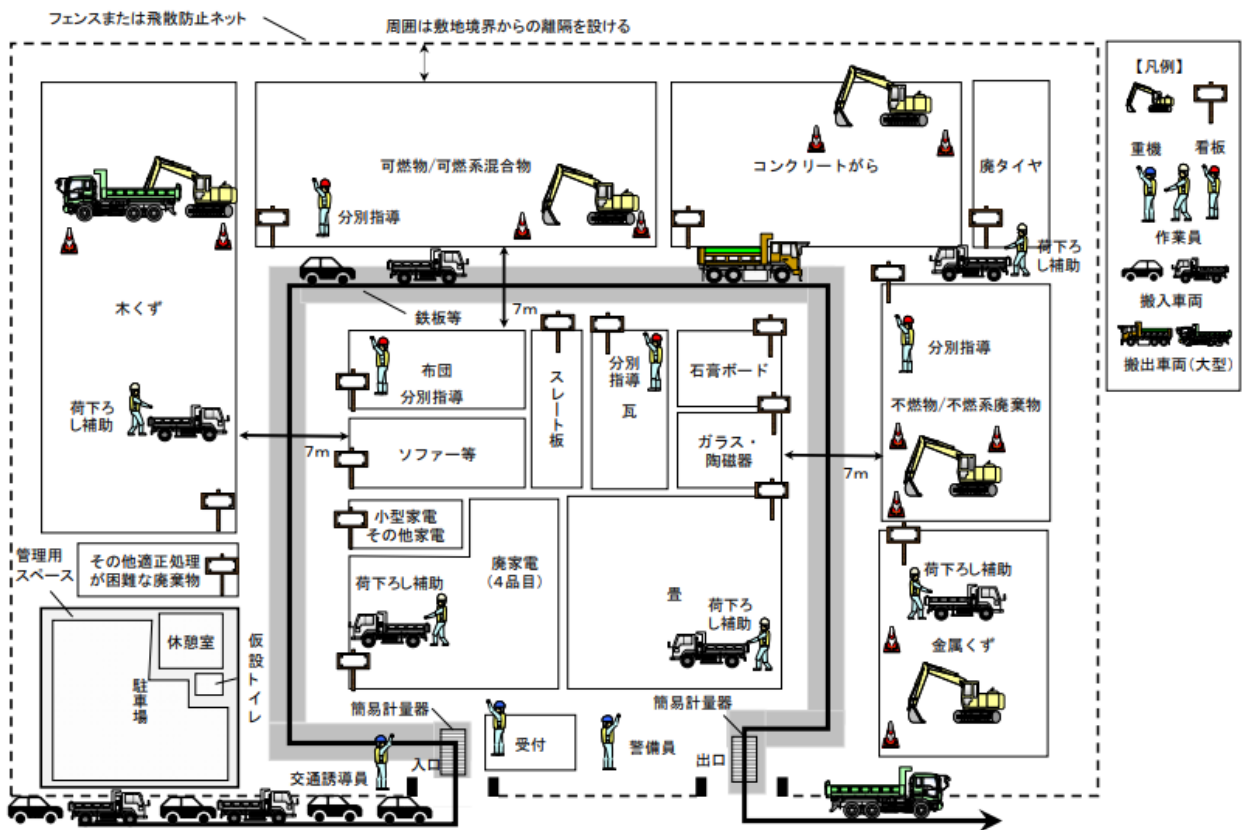 フェンスまたは飛散防止ネット
周囲は敷地境界からの離隔を設ける
【凡例】
重機
看板
作業員
搬入車両
搬出車両(大型)
可燃物/可燃系混合物
分別指導
コンクリートがら
廃タイヤ
荷下ろ
し補助
木くず
鉄板等
7m
布団
分別指導
スレート板
分別
指導
瓦
石膏ボード
分別指導
不燃物/不燃系廃棄物
荷下ろ
し補助
7m
ソファー等
ガラス・
陶磁器
7m
小型家電
その他家電
廃家電
(4品目)
荷下ろし補助
畳
荷下ろ
し補助
荷下ろし補助
金属くず
管理用
スペース
その他適正処理
が困難な廃棄物
休憩室
仮設トイレ
駐車場
簡易計量器
受付
警備員
簡易計量器
交通誘導員
入口
出口